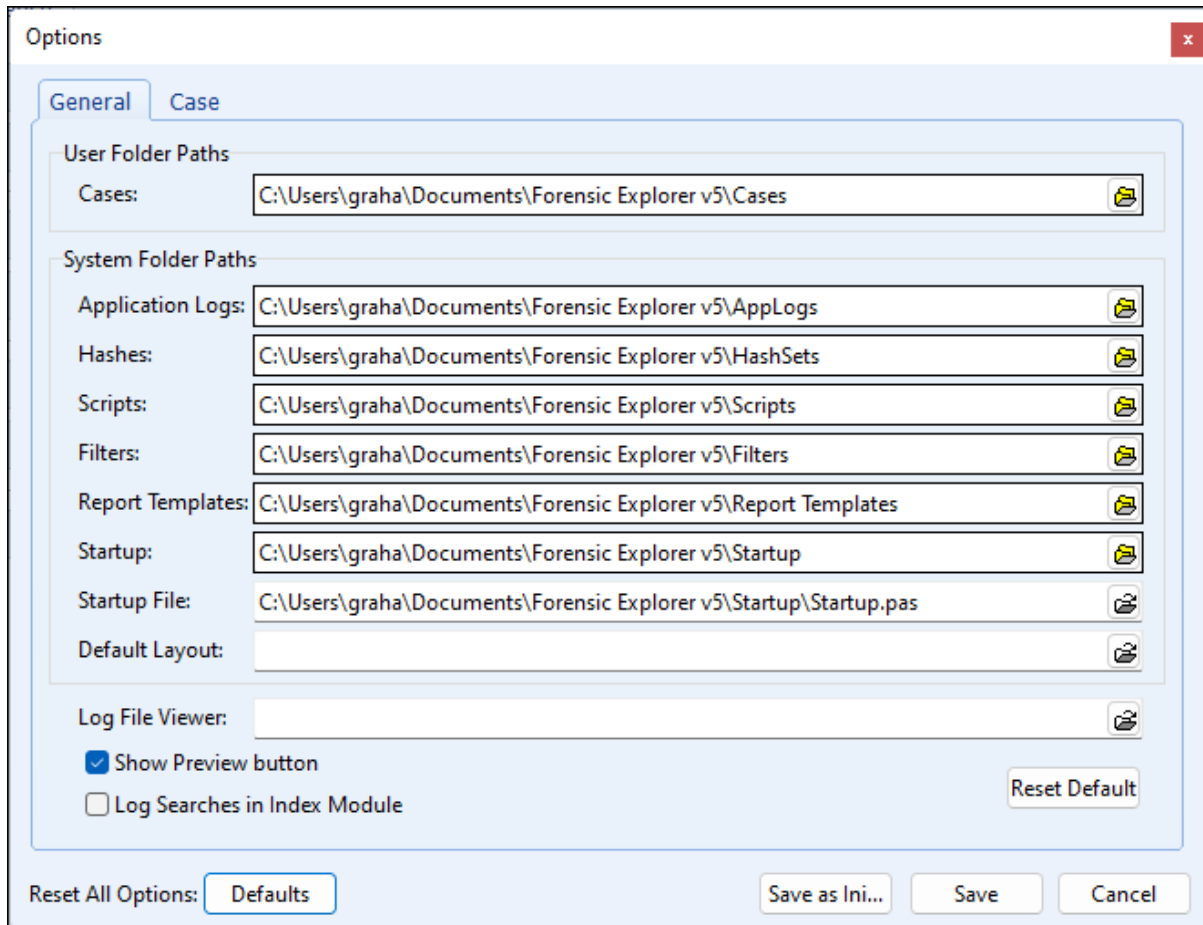 Options
x
General Case
User Folder Paths
Cases: C:\Users\graha\Documents\Forensic Explorer v5\Cases
System Folder Paths
Application Logs: C:\Users\graha\Documents\Forensic Explorer v5\AppLogs
Hashes: C:\Users\graha\Documents\Forensic Explorer v5\HashSets
Scripts: C:\Users\graha\Documents\Forensic Explorer v5\Scripts
Filters: C:\Users\graha\Documents\Forensic Explorer v5\Filters
Report Templates: C:\Users\graha\Documents\Forensic Explorer v5\Report Templates
Startup: C:\Users\graha\Documents\Forensic Explorer v5\Startup
Startup File: C:\Users\graha\Documents\Forensic Explorer v5\Startup\Startup.pas
Default Layout:
Log File Viewer:
Show Preview button
Log Searches in Index Module
Reset Default
Reset All Options: Defaults Save as Ini... Save Cancel